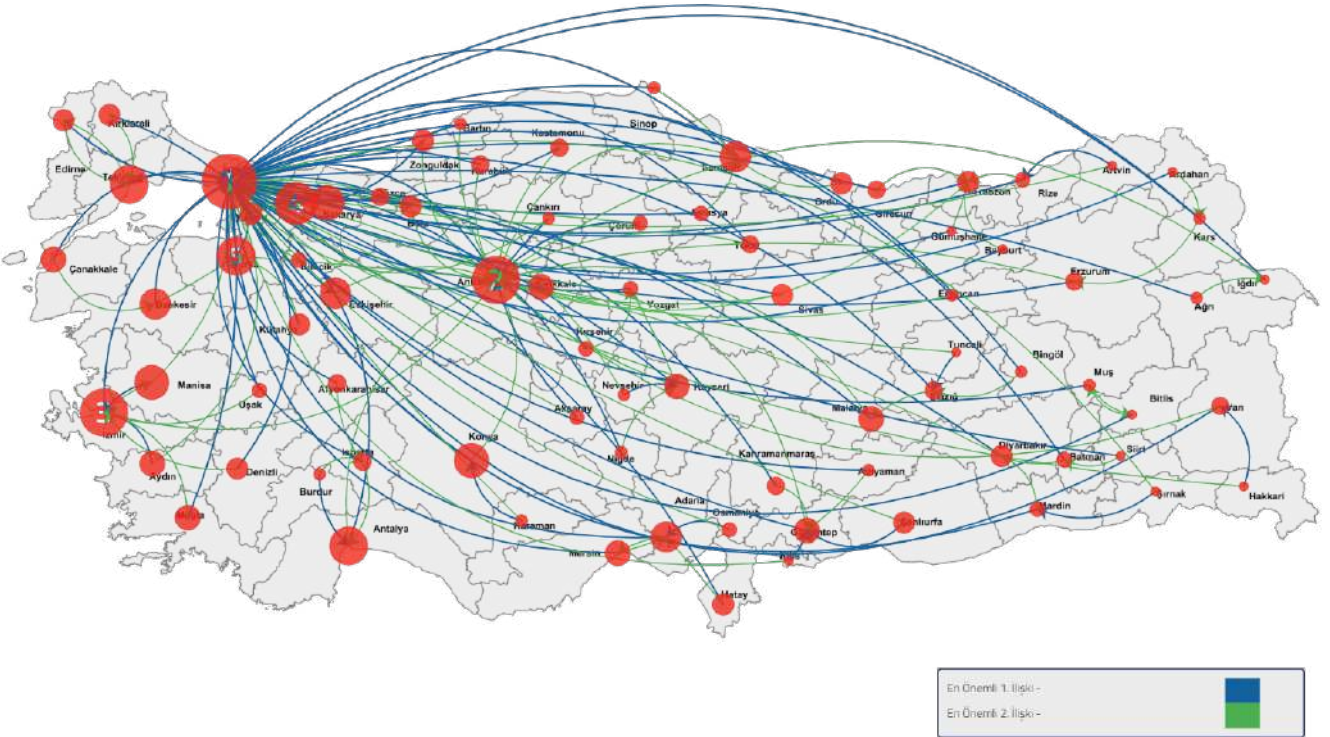 Kırklareli
Edirne
Bartın
Kastamonu
Sinop
Zonguldak
Karabük
Ordu
Giresun
Trabzon
Rize
Artvin
Ardahan
Kars
Iğdır
Ağrı
Sakarya
Bolu
Çankırı
Çorum
Amasya
Tokat
Gümüşhane
Bayburt
Erzurum
Erzincan
Çanakkale
Balıkesir
Bilecik
Eskişehir
Kütahya
2
Yozgat
Sivas
Kırşehir
Tunceli
Bingöl
Muş
Bitlis
Van
Manisa
3
İzmir
Uşak
Afyonkarahisar
Nevşehir
Kayseri
Aksaray
Malatya
Elazığ
Aydın
Denizli
Isparta
Burdur
Konya
Niğde
Kahramanmaraş
Adıyaman
Diyarbakır
Batman
Siirt
Şırnak
Hakkari
Mardin
Muğla
Antalya
Karaman
Mersin
Adana
Osmaniye
Gaziantep
Şanlıurfa
Kilis
Hatay
En Önemli 1. İlişki -
En Önemli 2. İlişki -